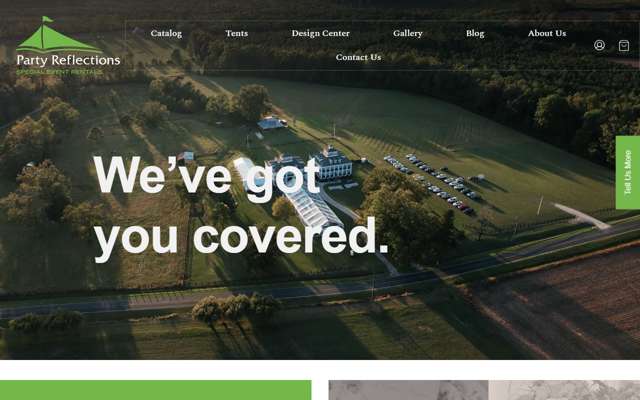 Catalog
Tents
Design Center
Gallery
Blog
About Us
Contact Us
Party Reflections
SPECIAL EVENT RENTALS
We've got
you covered.
Tell Us More